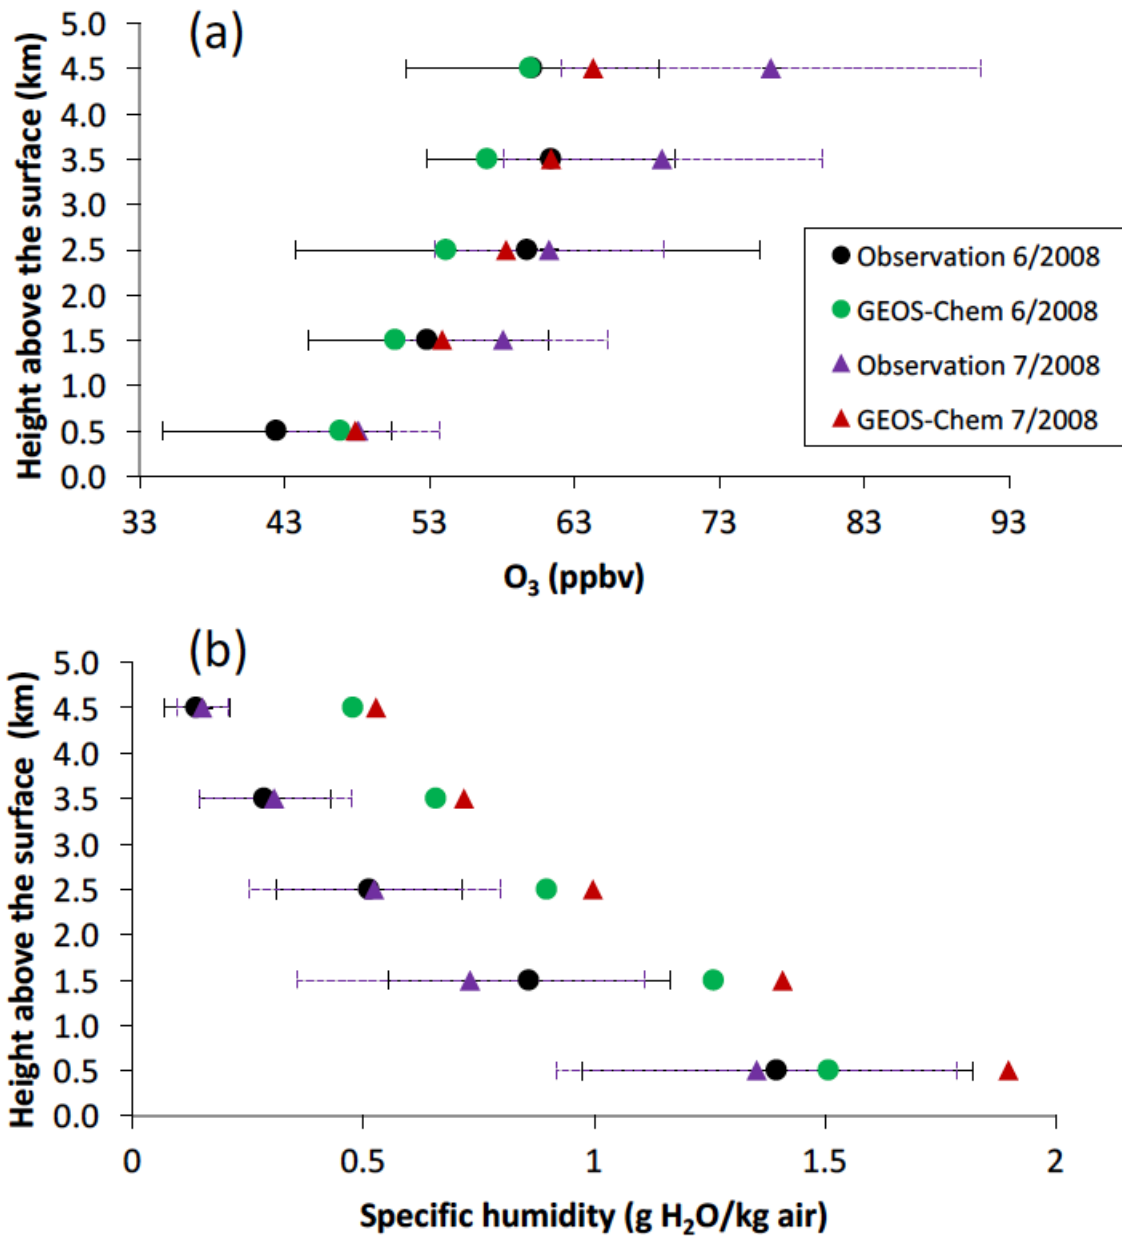 (a)
Height above the surface (km)
5.0
4.5
4.0
3.5
3.0
2.5
2.0
1.5
1.0
0.5
0.0
33 43 53 63 73 83 93
O₃ (ppbv)
Observation 6/2008
GEOS-Chem 6/2008
Observation 7/2008
GEOS-Chem 7/2008
(b)
Height above the surface (km)
5.0
4.5
4.0
3.5
3.0
2.5
2.0
1.5
1.0
0.5
0.0
0 0.5 1 1.5 2
Specific humidity (g H₂O/kg air)